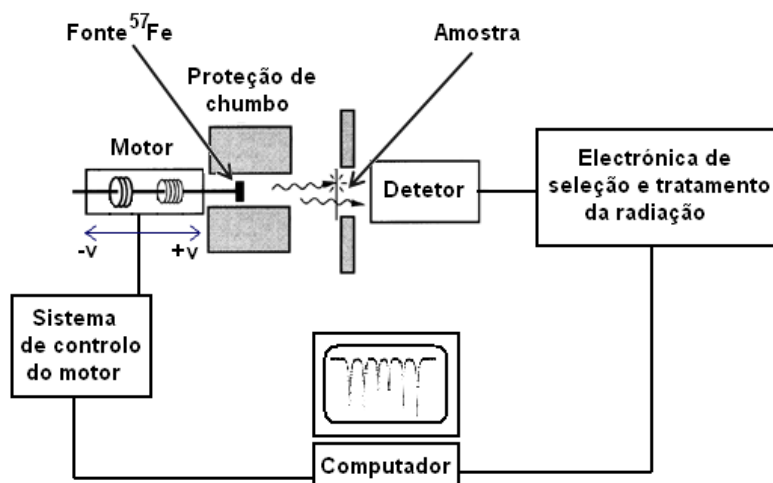 Fonte ⁵⁷Fe
Amostra
Proteção de
chumbo
Motor
Detetor
Electrónica de
seleção e tratamento
da radiação
-v
+v
Sistema
de controlo
do motor
Computador